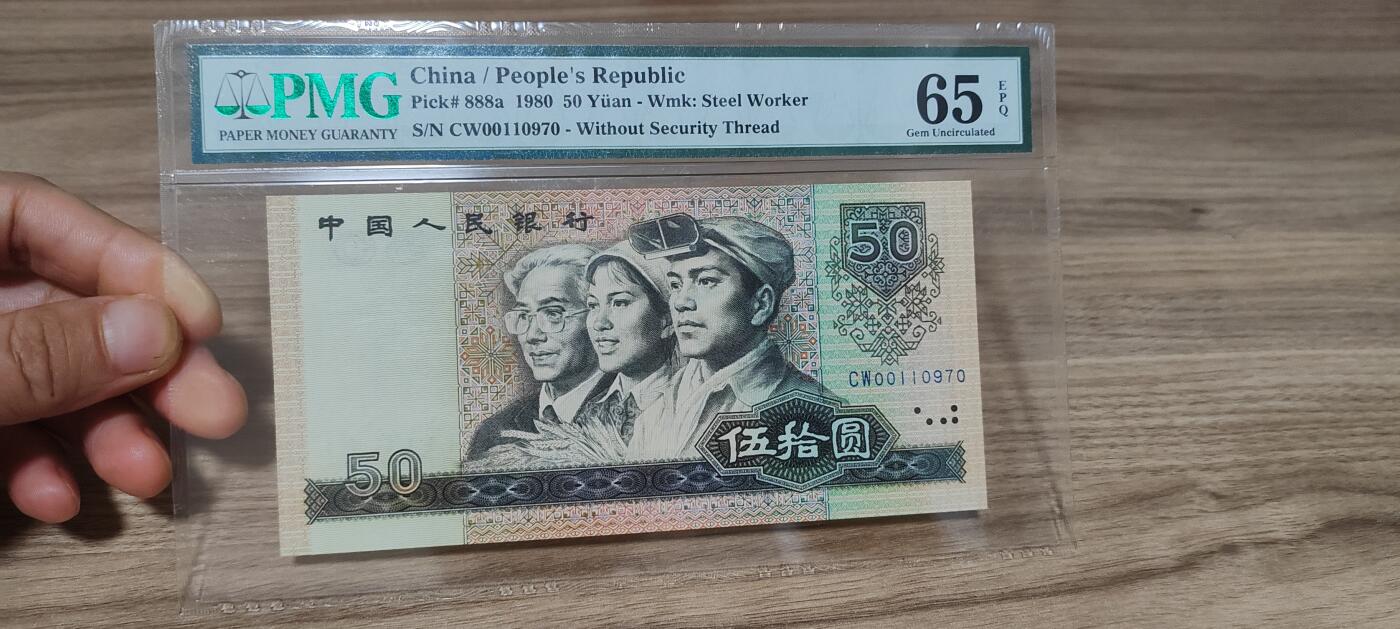 PMG
PAPER MONEY GUARANTY
China / People's Republic
Pick# 888a 1980 50 Yüan - Wmk: Steel Worker
S/N CW00110970 - Without Security Thread
65
EPQ
Gem Uncirculated
中国人民银行
50
CW00110970
伍拾圆
50